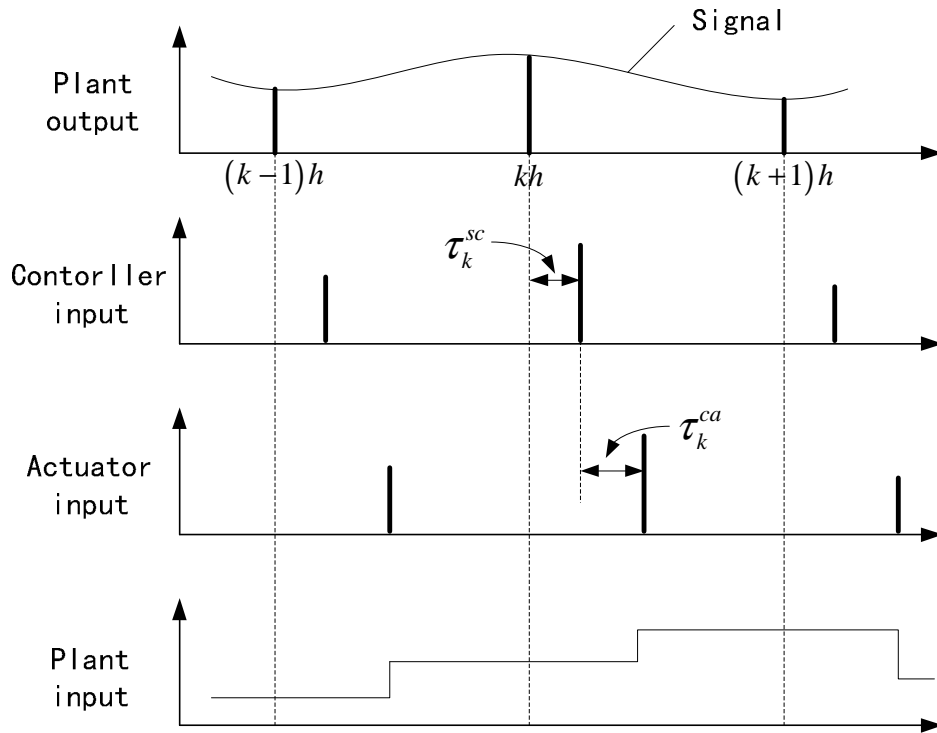 Signal
Plant
output
(k−1)h
kh
(k+1)h
τ_k^{sc}
Contorller
input
τ_k^{ca}
Actuator
input
Plant
input